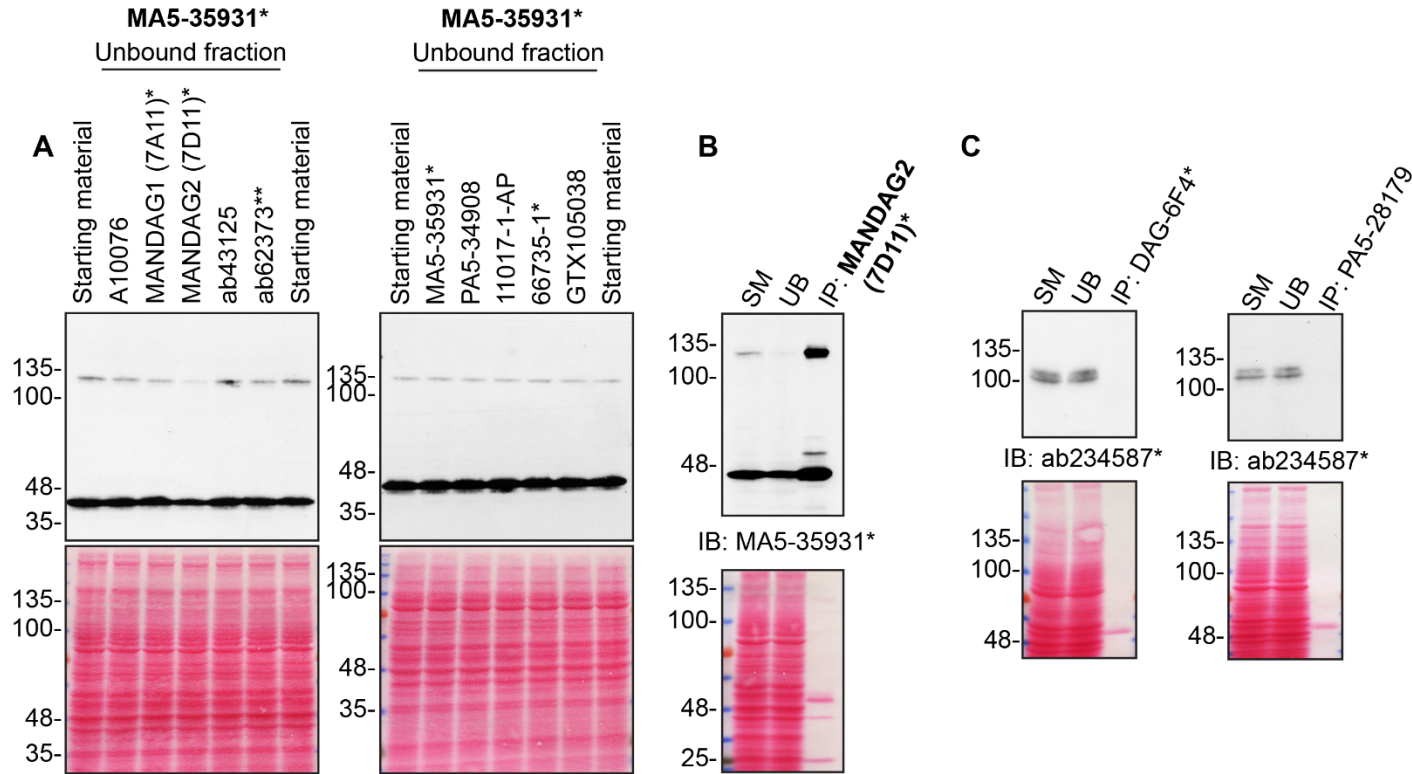 MA5-35931*
Unbound fraction
MA5-35931*
Unbound fraction
A
Starting material
A10076
MANDAG1 (7A11)*
MANDAG2 (7D11)*
ab43125
ab62373**
Starting material
135-
100-
48-
35-
135-
100-
48-
35-
Starting material
MA5-35931*
PA5-34908
11017-1-AP
66735-1*
GTX105038
Starting material
135-
100-
48-
35-
135-
100-
48-
35-
B
SM
UB
IP: MANDAG2
(7D11)*
135-
100-
48-
IB: MA5-35931*
135-
100-
48-
25-
C
SM
UB
IP: DAG-6F4*
135-
100-
IB: ab234587*
135-
100-
48-
SM
UB
IP: PA5-28179
135-
100-
IB: ab234587*
135-
100-
48-